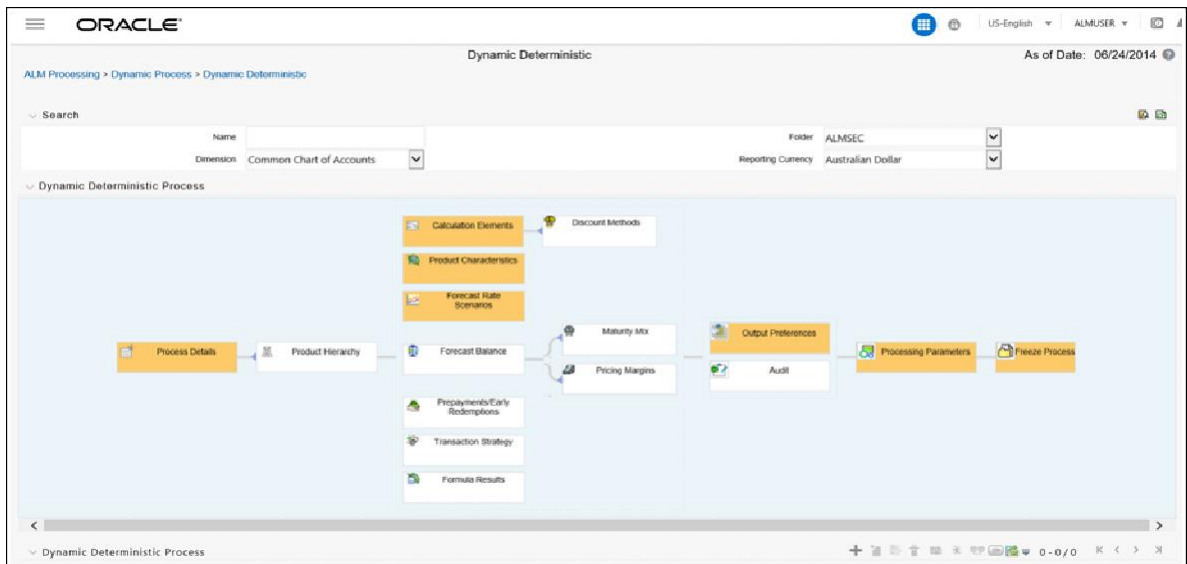 ORACLE
US-English
ALMUSER
Dynamic Deterministic
As of Date: 06/24/2014
ALM Processing > Dynamic Process > Dynamic Deterministic
Search
Name
Folder ALMSEC
Dimension Common Chart of Accounts
Reporting Currency Australian Dollar
Dynamic Deterministic Process
Calculation Elements
Discount Methods
Product Characteristics
Forecast Rate
Scenarios
Process Details
Product Hierarchy
Forecast Balance
Maturity Mix
Pricing Margins
Output Preferences
Audit
Processing Parameters
Freeze Process
Prepayments/Early
Redemptions
Transaction Strategy
Formula Results
Dynamic Deterministic Process
0-0/0